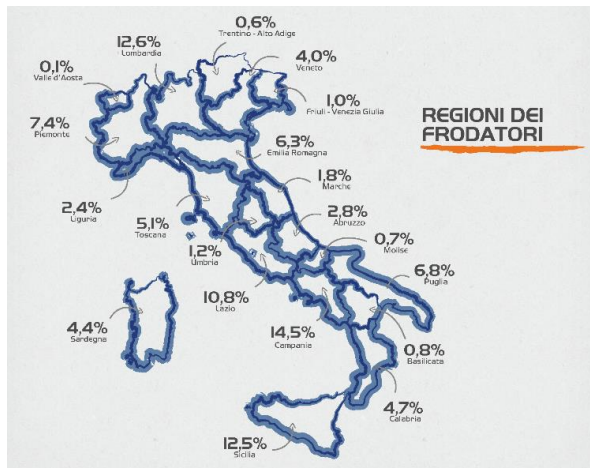 0,6%
Trentino - Alto Adige
12,6%
Lombardia
4,0%
Veneto
0,1%
Valle d'Aosta
1,0%
Friuli - Venezia Giulia
7,4%
Piemonte
REGIONI DEI
FRODATORI
6,3%
Emilia Romagna
1,8%
Marche
2,4%
Liguria
2,8%
Abruzzo
5,1%
Toscana
0,7%
Molise
1,2%
Umbria
6,8%
Puglia
10,8%
Lazio
4,4%
Sardegna
14,5%
Campania
0,8%
Basilicata
4,7%
Calabria
12,5%
Sicilia